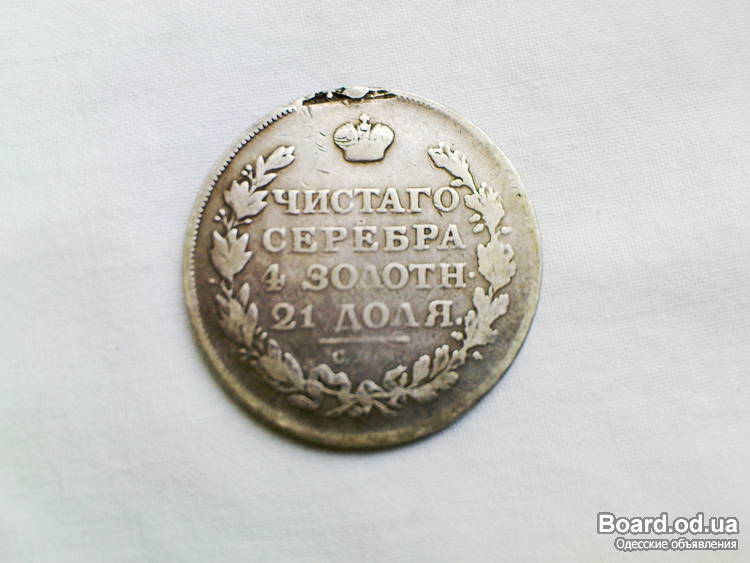 ЧИСТАГО
СЕРЕБРА
4 ЗОЛОТН.
21 ДОЛЯ.
С.
Board.od.ua
Одесские объявления